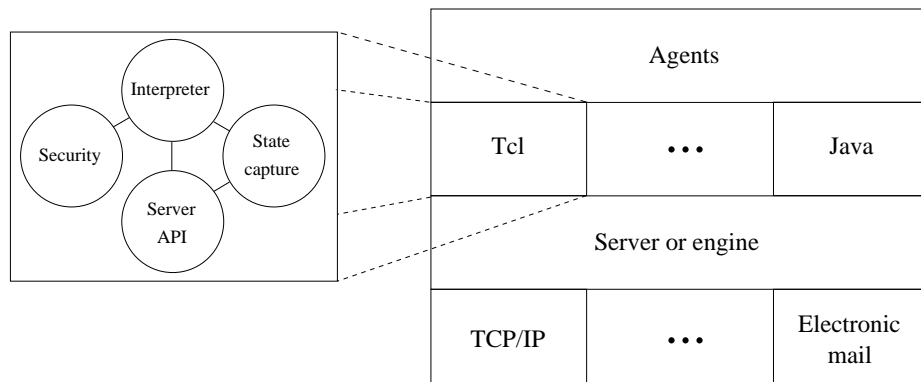 Interpreter
Security
State
capture
Server
API
Agents
Tcl
•••
Java
Server or engine
TCP/IP
•••
Electronic
mail